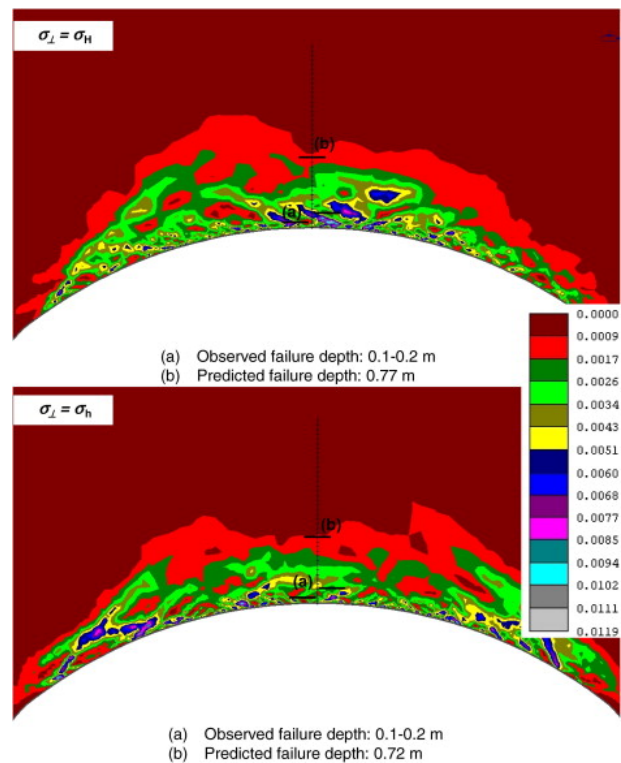 σ⊥ = σH
(b)
(a)
(a) Observed failure depth: 0.1-0.2 m
(b) Predicted failure depth: 0.77 m
0.0000
0.0009
0.0017
0.0026
0.0034
0.0043
0.0051
0.0060
0.0068
0.0077
0.0085
0.0094
0.0102
0.0111
0.0119
σ⊥ = σh
(b)
(a)
(a) Observed failure depth: 0.1-0.2 m
(b) Predicted failure depth: 0.72 m